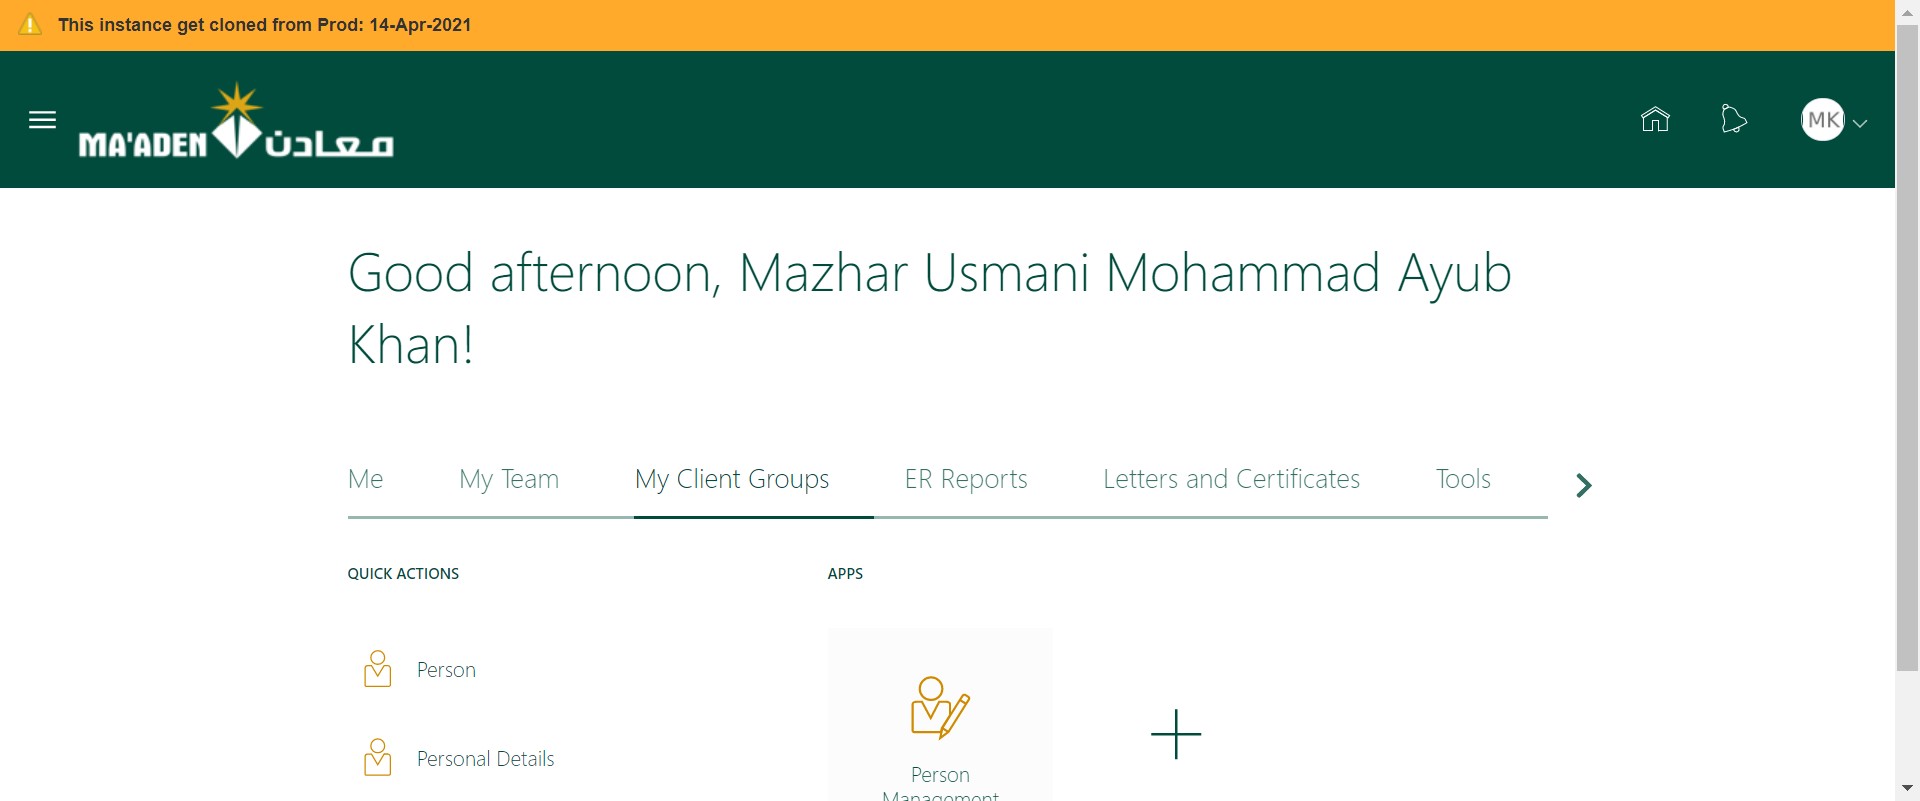 This instance get cloned from Prod: 14-Apr-2021
MA'ADEN معادن
MK
Good afternoon, Mazhar Usmani Mohammad Ayub
Khan!
Me My Team My Client Groups ER Reports Letters and Certificates Tools
QUICK ACTIONS APPS
Person
Personal Details
Person
Management